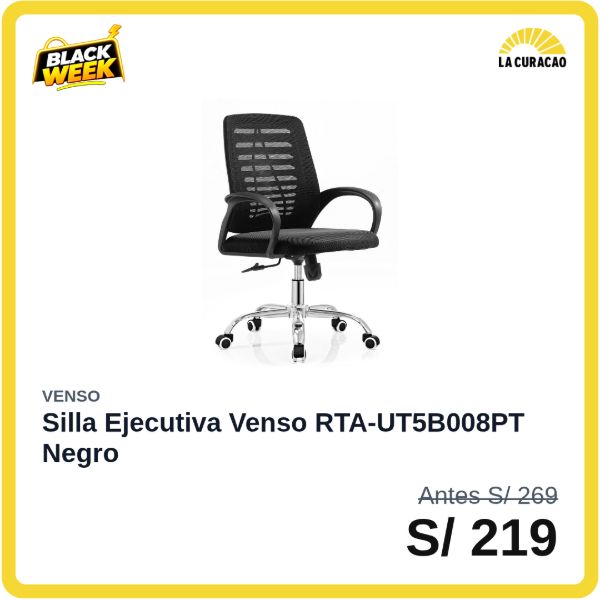 BLACK
WEEK
LA CURACAO
VENSO
Silla Ejecutiva Venso RTA-UT5B008PT
Negro
Antes S/ 269
S/ 219